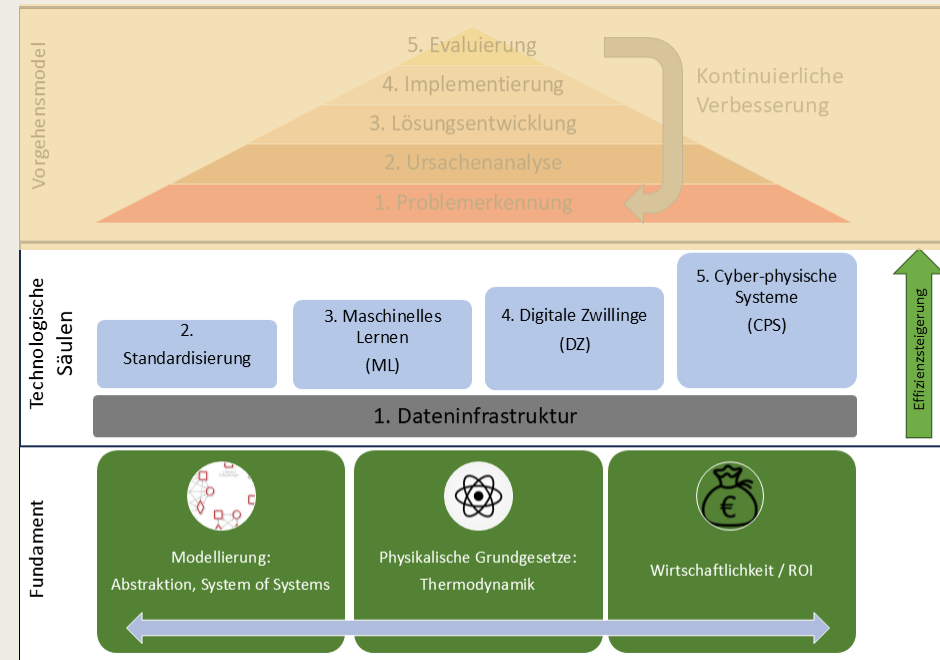 Vorgehensmodel
5. Evaluierung
4. Implementierung
3. Lösungsentwicklung
2. Ursachenanalyse
1. Problemerkennung
Kontinuierliche
Verbesserung
Technologische
Säulen
2.
Standardisierung
3. Maschinelles
Lernen
(ML)
4. Digitale Zwillinge
(DZ)
5. Cyber-physische
Systeme
(CPS)
1. Dateninfrastruktur
Effizienzsteigerung
Fundament
Modellierung:
Abstraktion, System of Systems
Physikalische Grundgesetze:
Thermodynamik
€
Wirtschaftlichkeit / ROI